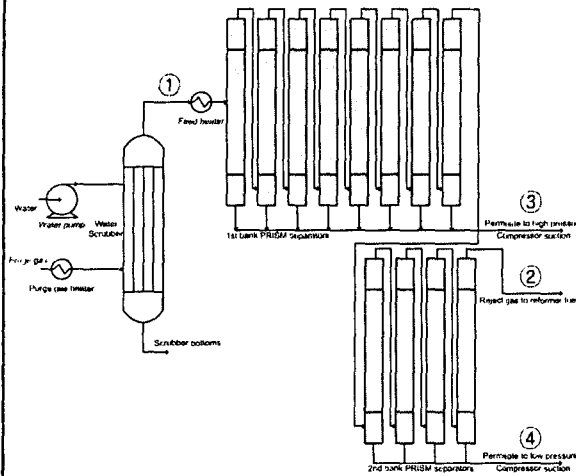 ①
Feed heater
Water
Water pump
Water
Scrubber
gas
Purge gas heater
Scrubber bottoms
1st bank PRISM separators
③
Permeate to high pressure
Compressor suction
②
Reject gas to reformer fuel
④
Permeate to low pressure
Compressor suction
2nd bank PRISM separators